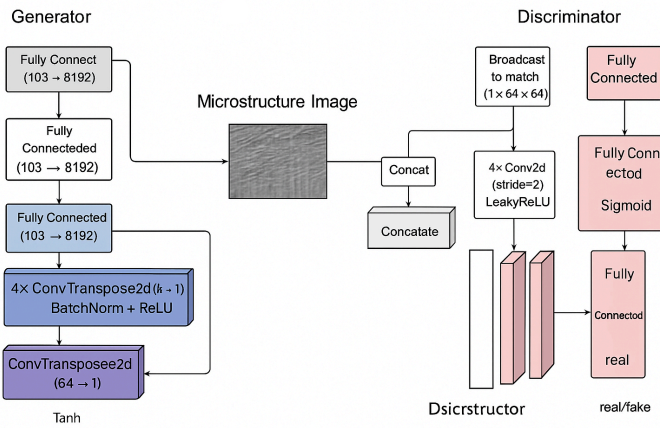 Generator
Fully Connect
(103 → 8192)
Fully
Connecteded
(103 → 8192)
Fully Connected
(103 → 8192)
4× ConvTranspose2d (k → 1)
BatchNorm + ReLU
ConvTransposee2d
(64 → 1)
Tanh
Microstructure Image
Concat
Concatate
Discriminator
Broadcast
to match
(1 × 64 × 64)
4× Conv2d
(stride=2)
LeakyReLU
Dsicrstructor
Fully
Connected
Fully Conn
ectod
Sigmoid
Fully
Connectod
real
real/fake